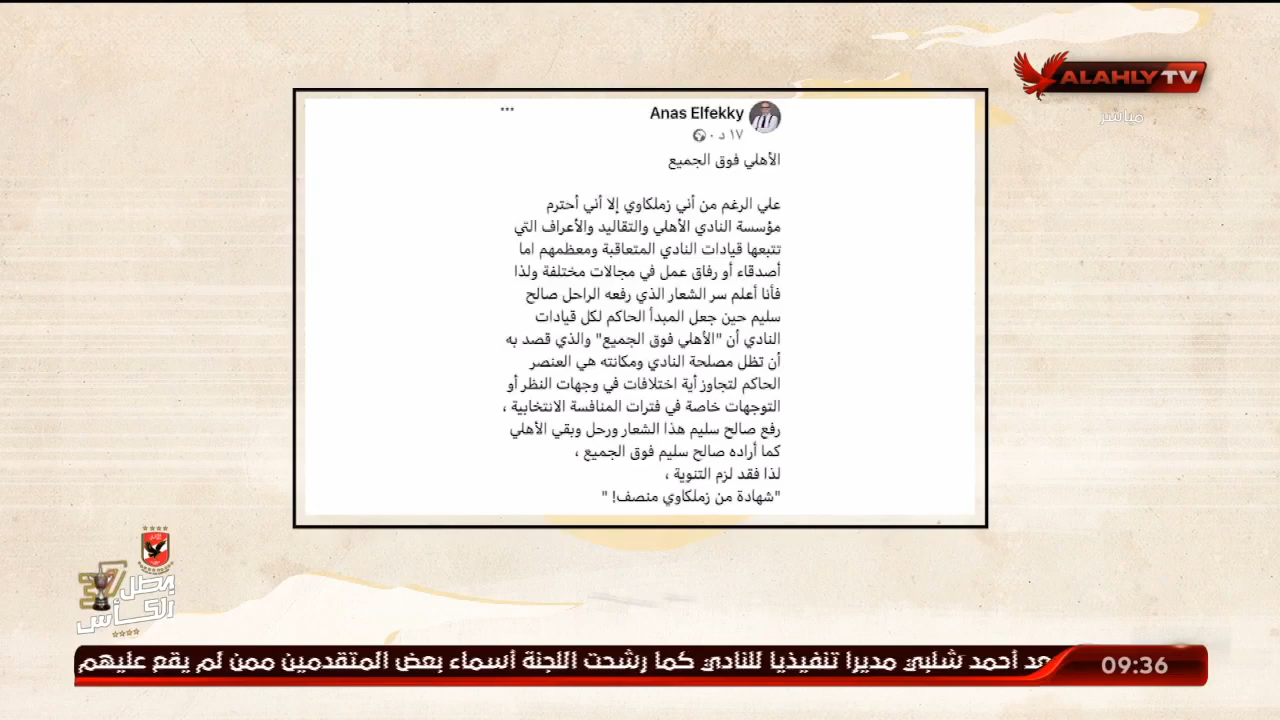 ALAHLY TV
مباشر
Anas Elfekky
١٧ د ·
الأهلي فوق الجميع
علي الرغم من أني زملكاوي إلا أني أحترم
مؤسسة النادي الأهلي والتقاليد والأعراف التي
تتبعها قيادات النادي المتعاقبة ومعظمهم اما
أصدقاء أو رفاق عمل في مجالات مختلفة ولذا
فأنا أعلم سر الشعار الذي رفعه الراحل صالح
سليم حين جعل المبدأ الحاكم لكل قيادات
النادي أن "الأهلي فوق الجميع" والذي قصد به
أن تظل مصلحة النادي ومكانته هي العنصر
الحاكم لتجاوز أية اختلافات في وجهات النظر أو
التوجهات خاصة في فترات المنافسة الانتخابية ،
رفع صالح سليم هذا الشعار ورحل وبقي الأهلي
كما أراده صالح سليم فوق الجميع ،
لذا فقد لزم التنوية ،
"شهادة من زملكاوي منصف! "
37
بطل
الكأس
عد أحمد شلبي مديرا تنفيذيا للنادي كما رشحت اللجنة أسماء بعض المتقدمين ممن لم يقع عليهم
09:36